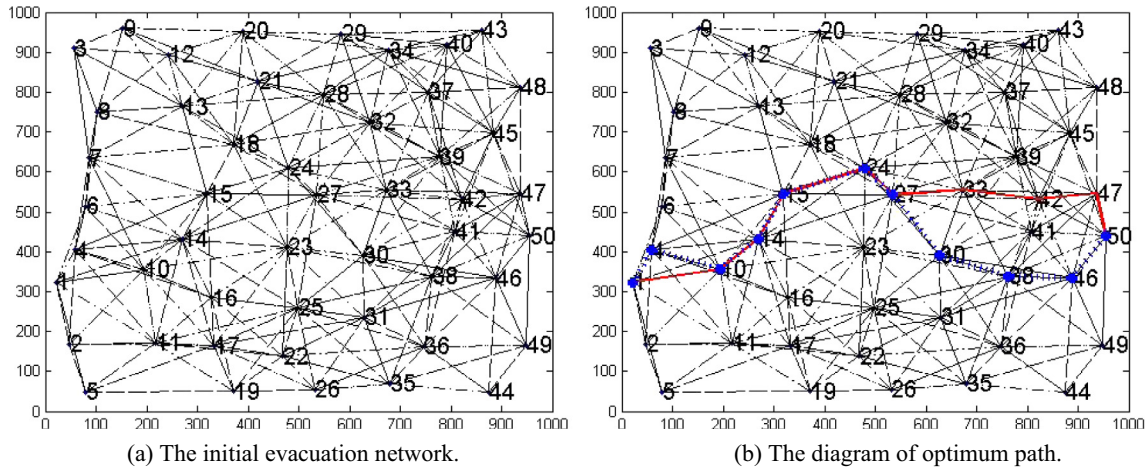 1000
900
800
700
600
500
400
300
200
100
0
9 20 29 43
3 12 34 40
21 28 37 48
8 13
18 32 45
7 24 39
15 27 33 42 47
6
14 23 41 50
4 10 30 38 46
1 16 25 31
2 11 17 22 36 49
5 19 26 35 44
0 100 200 300 400 500 600 700 800 900 1000
(a) The initial evacuation network.
1000
900
800
700
600
500
400
300
200
100
0
9 20 29 43
3 12 34 40
21 28 37 48
8 13
18 32 45
7 24 39
15 27 33 42 47
6
14 23 41 50
4 10 30 38 46
1 16 25 31
2 11 17 22 36 49
5 19 26 35 44
0 100 200 300 400 500 600 700 800 900 1000
(b) The diagram of optimum path.